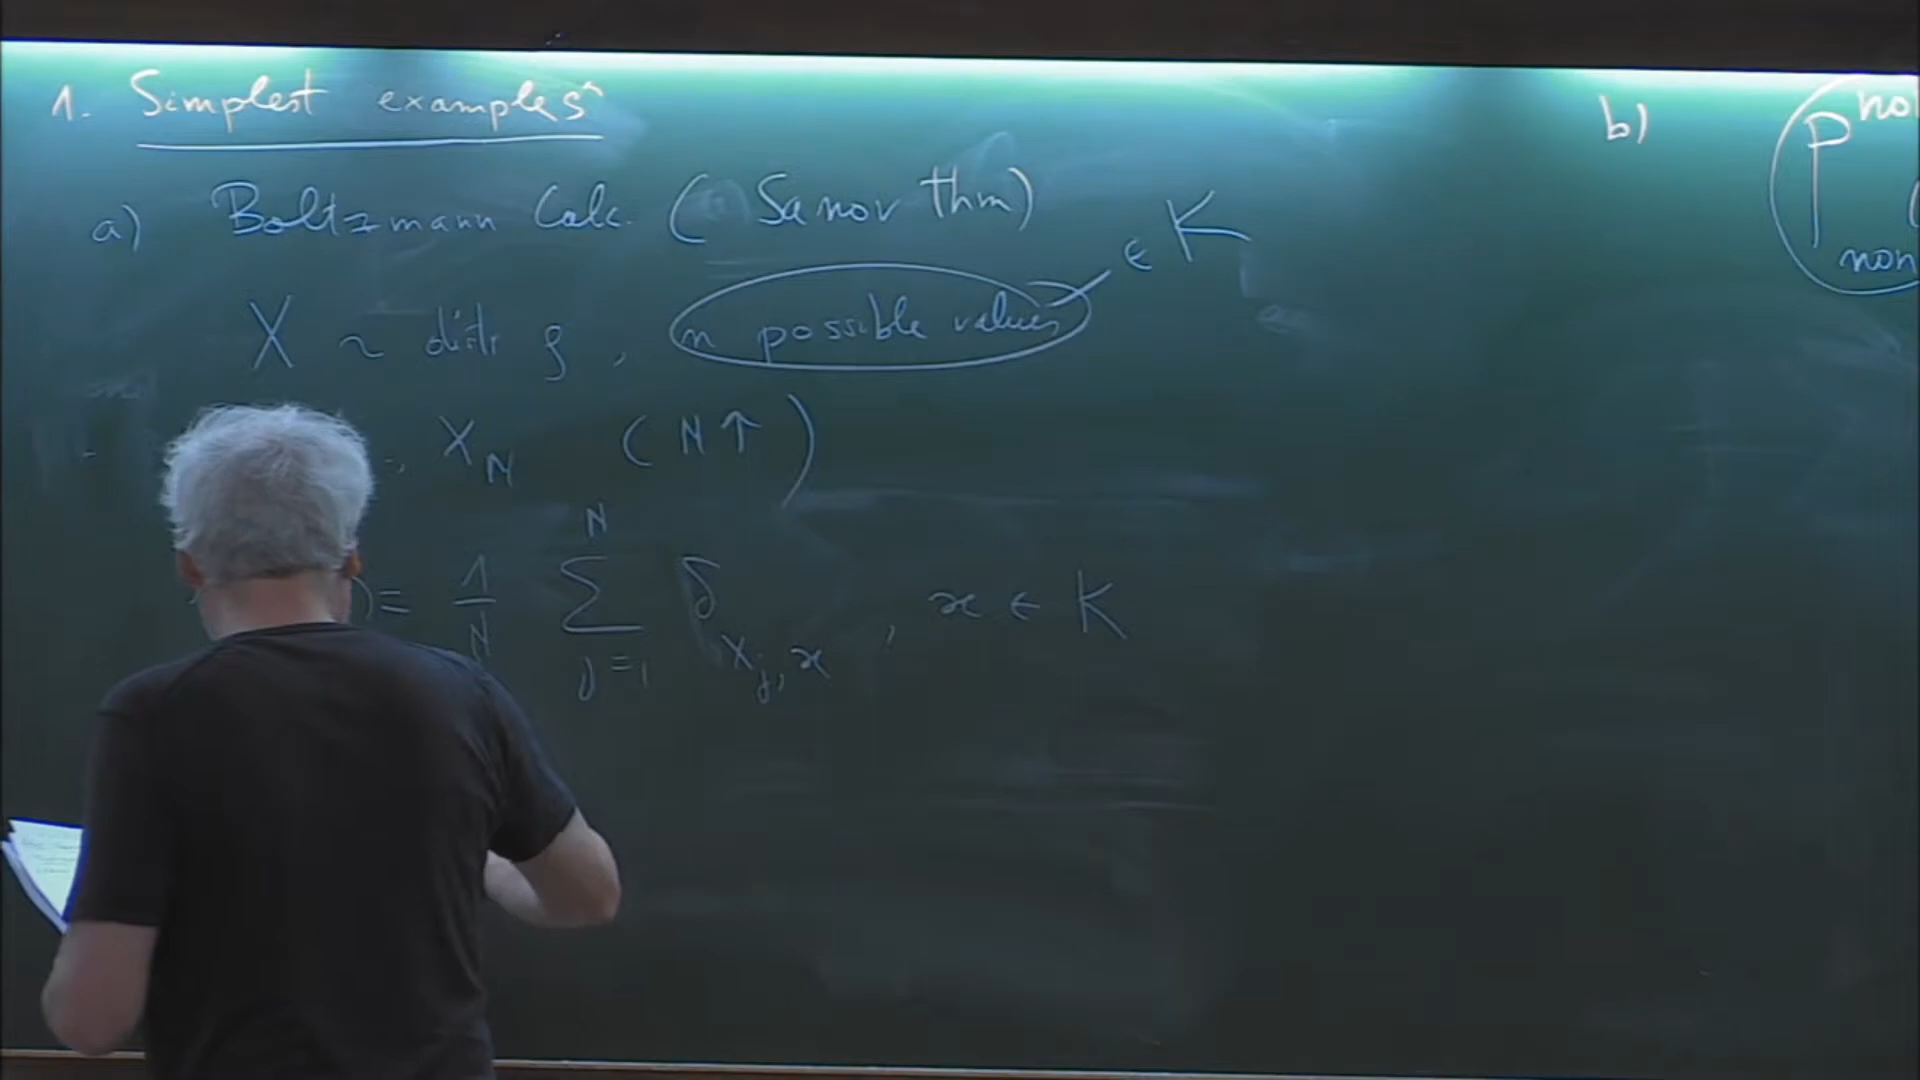 1. Simplest examples
a) Boltzmann Calc. (Sanov thm)
X ~ distr ρ, n possible values ∈ K
., X_N (N↑)
)= 1/N ∑_{j=1}^{N} δ_{X_j, x}, x ∈ K
b)
P
non